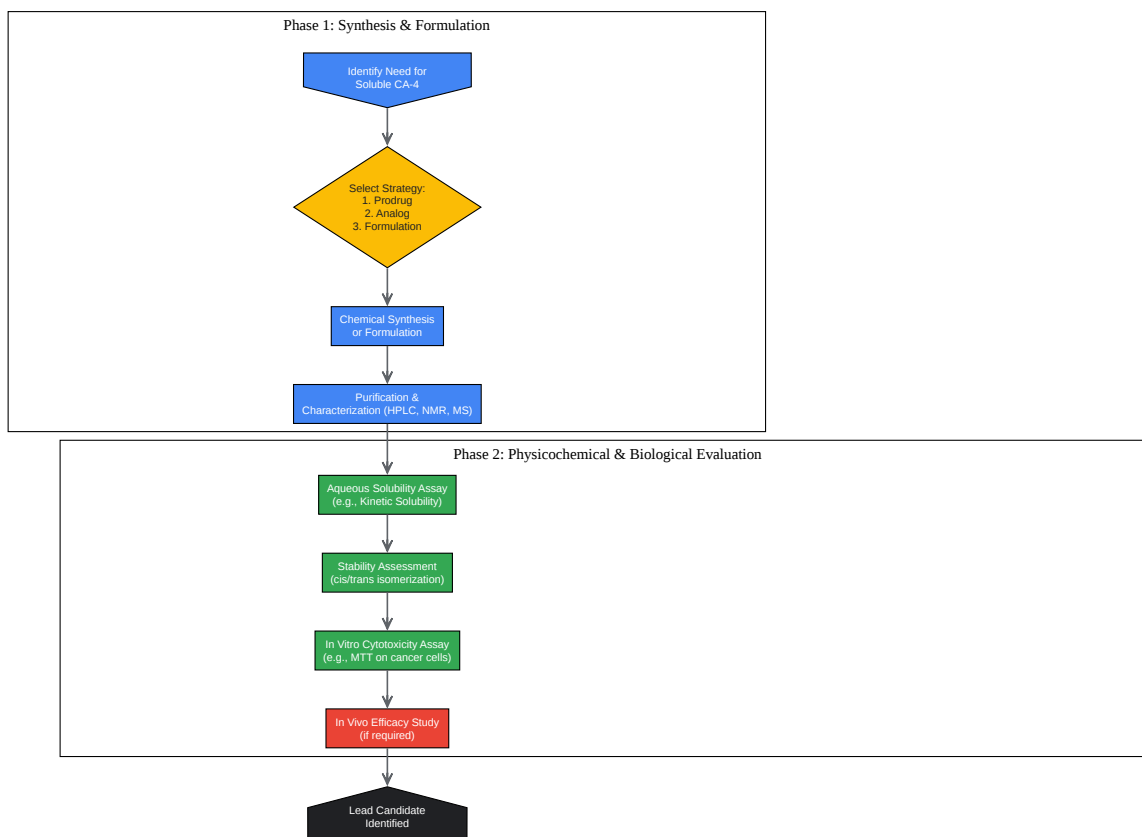 Phase 1: Synthesis & Formulation
Identify Need for
Soluble CA-4
Select Strategy:
1. Prodrug
2. Analog
3. Formulation
Chemical Synthesis
or Formulation
Purification &
Characterization (HPLC, NMR, MS)
Phase 2: Physicochemical & Biological Evaluation
Aqueous Solubility Assay
(e.g., Kinetic Solubility)
Stability Assessment
(cis/trans isomerization)
In Vitro Cytotoxicity Assay
(e.g., MTT on cancer cells)
In Vivo Efficacy Study
(if required)
Lead Candidate
Identified